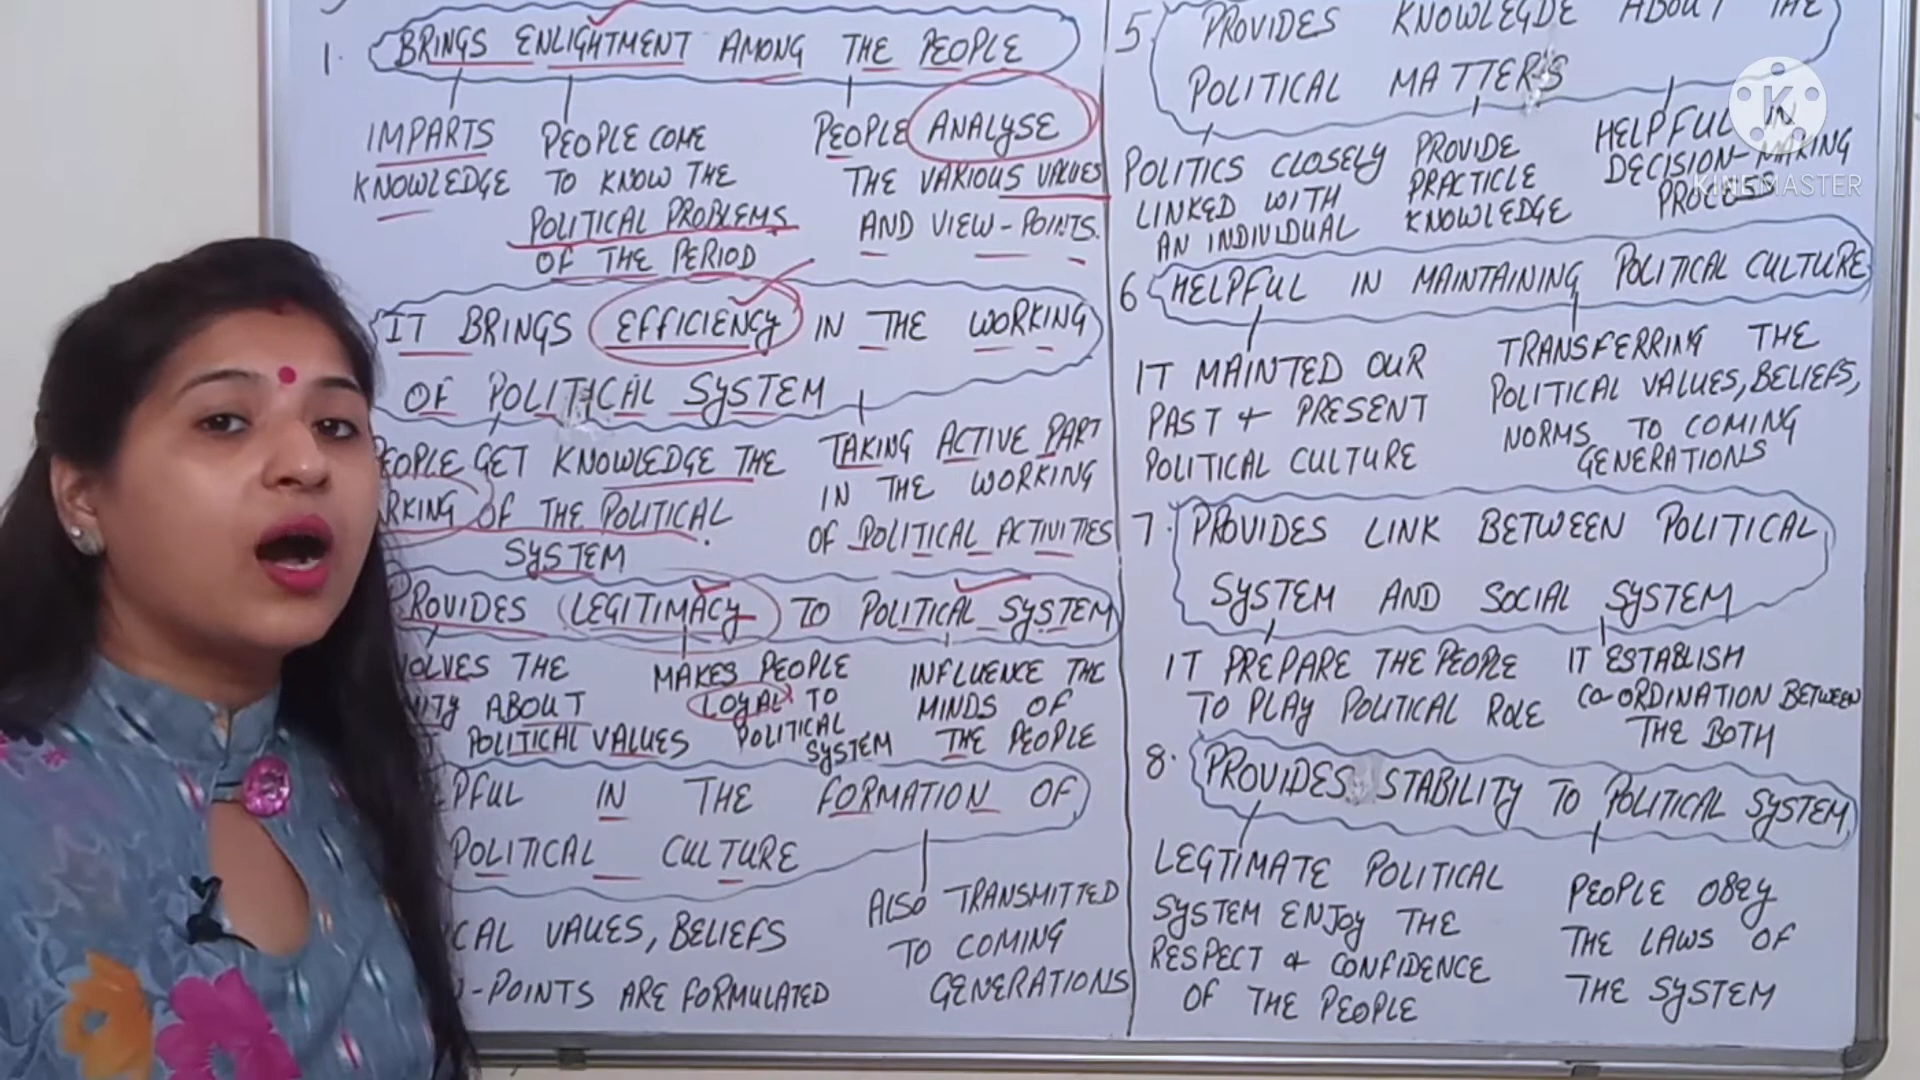 1. BRINGS ENLIGHTMENT AMONG THE PEOPLE
IMPARTS
KNOWLEDGE
PEOPLE COME
TO KNOW THE
POLITICAL PROBLEMS
OF THE PERIOD
PEOPLE ANALYSE
THE VARIOUS VALUES
AND VIEW-POINTS.
IT BRINGS EFFICIENCY IN THE WORKING
OF POLITICAL SYSTEM
GET KNOWLEDGE THE
OF THE POLITICAL
SYSTEM
TAKING ACTIVE PART
IN THE WORKING
OF POLITICAL ACTIVITIES
PROVIDES (LEGITIMACY) TO POLITICAL SYSTEM
THE
ABOUT
POLITICAL VALUES
MAKES PEOPLE
LOYAL TO
POLITICAL
SYSTEM
INFLUENCE THE
MINDS OF
THE PEOPLE
IN THE FORMATION OF
POLITICAL CULTURE
VALUES, BELIEFS
-POINTS ARE FORMULATED
ALSO TRANSMITTED
TO COMING
GENERATIONS
5. PROVIDES KNOWLEGDE ABOUT THE
POLITICAL MATTERS
POLITICS CLOSELY
LINKED WITH
AN INDIVIDUAL
PROVIDE
PRACTICLE
KNOWLEDGE
HELPFUL IN
DECISION-MAKING
PROCESS
K
KINEMASTER
6 HELPFUL IN MAINTAINING POLITICAL CULTURE
IT MAINTED OUR
PAST & PRESENT
POLITICAL CULTURE
TRANSFERRING THE
POLITICAL VALUES, BELIEFS,
NORMS TO COMING
GENERATIONS
7. PROVIDES LINK BETWEEN POLITICAL
SYSTEM AND SOCIAL SYSTEM
IT PREPARE THE PEOPLE
TO PLAY POLITICAL ROLE
IT ESTABLISH
CO-ORDINATION BETWEEN
THE BOTH
8. PROVIDES STABILITY TO POLITICAL SYSTEM
LEGTIMATE POLITICAL
SYSTEM ENJOY THE
RESPECT & CONFIDENCE
OF THE PEOPLE
PEOPLE OBEY
THE LAWS OF
THE SYSTEM